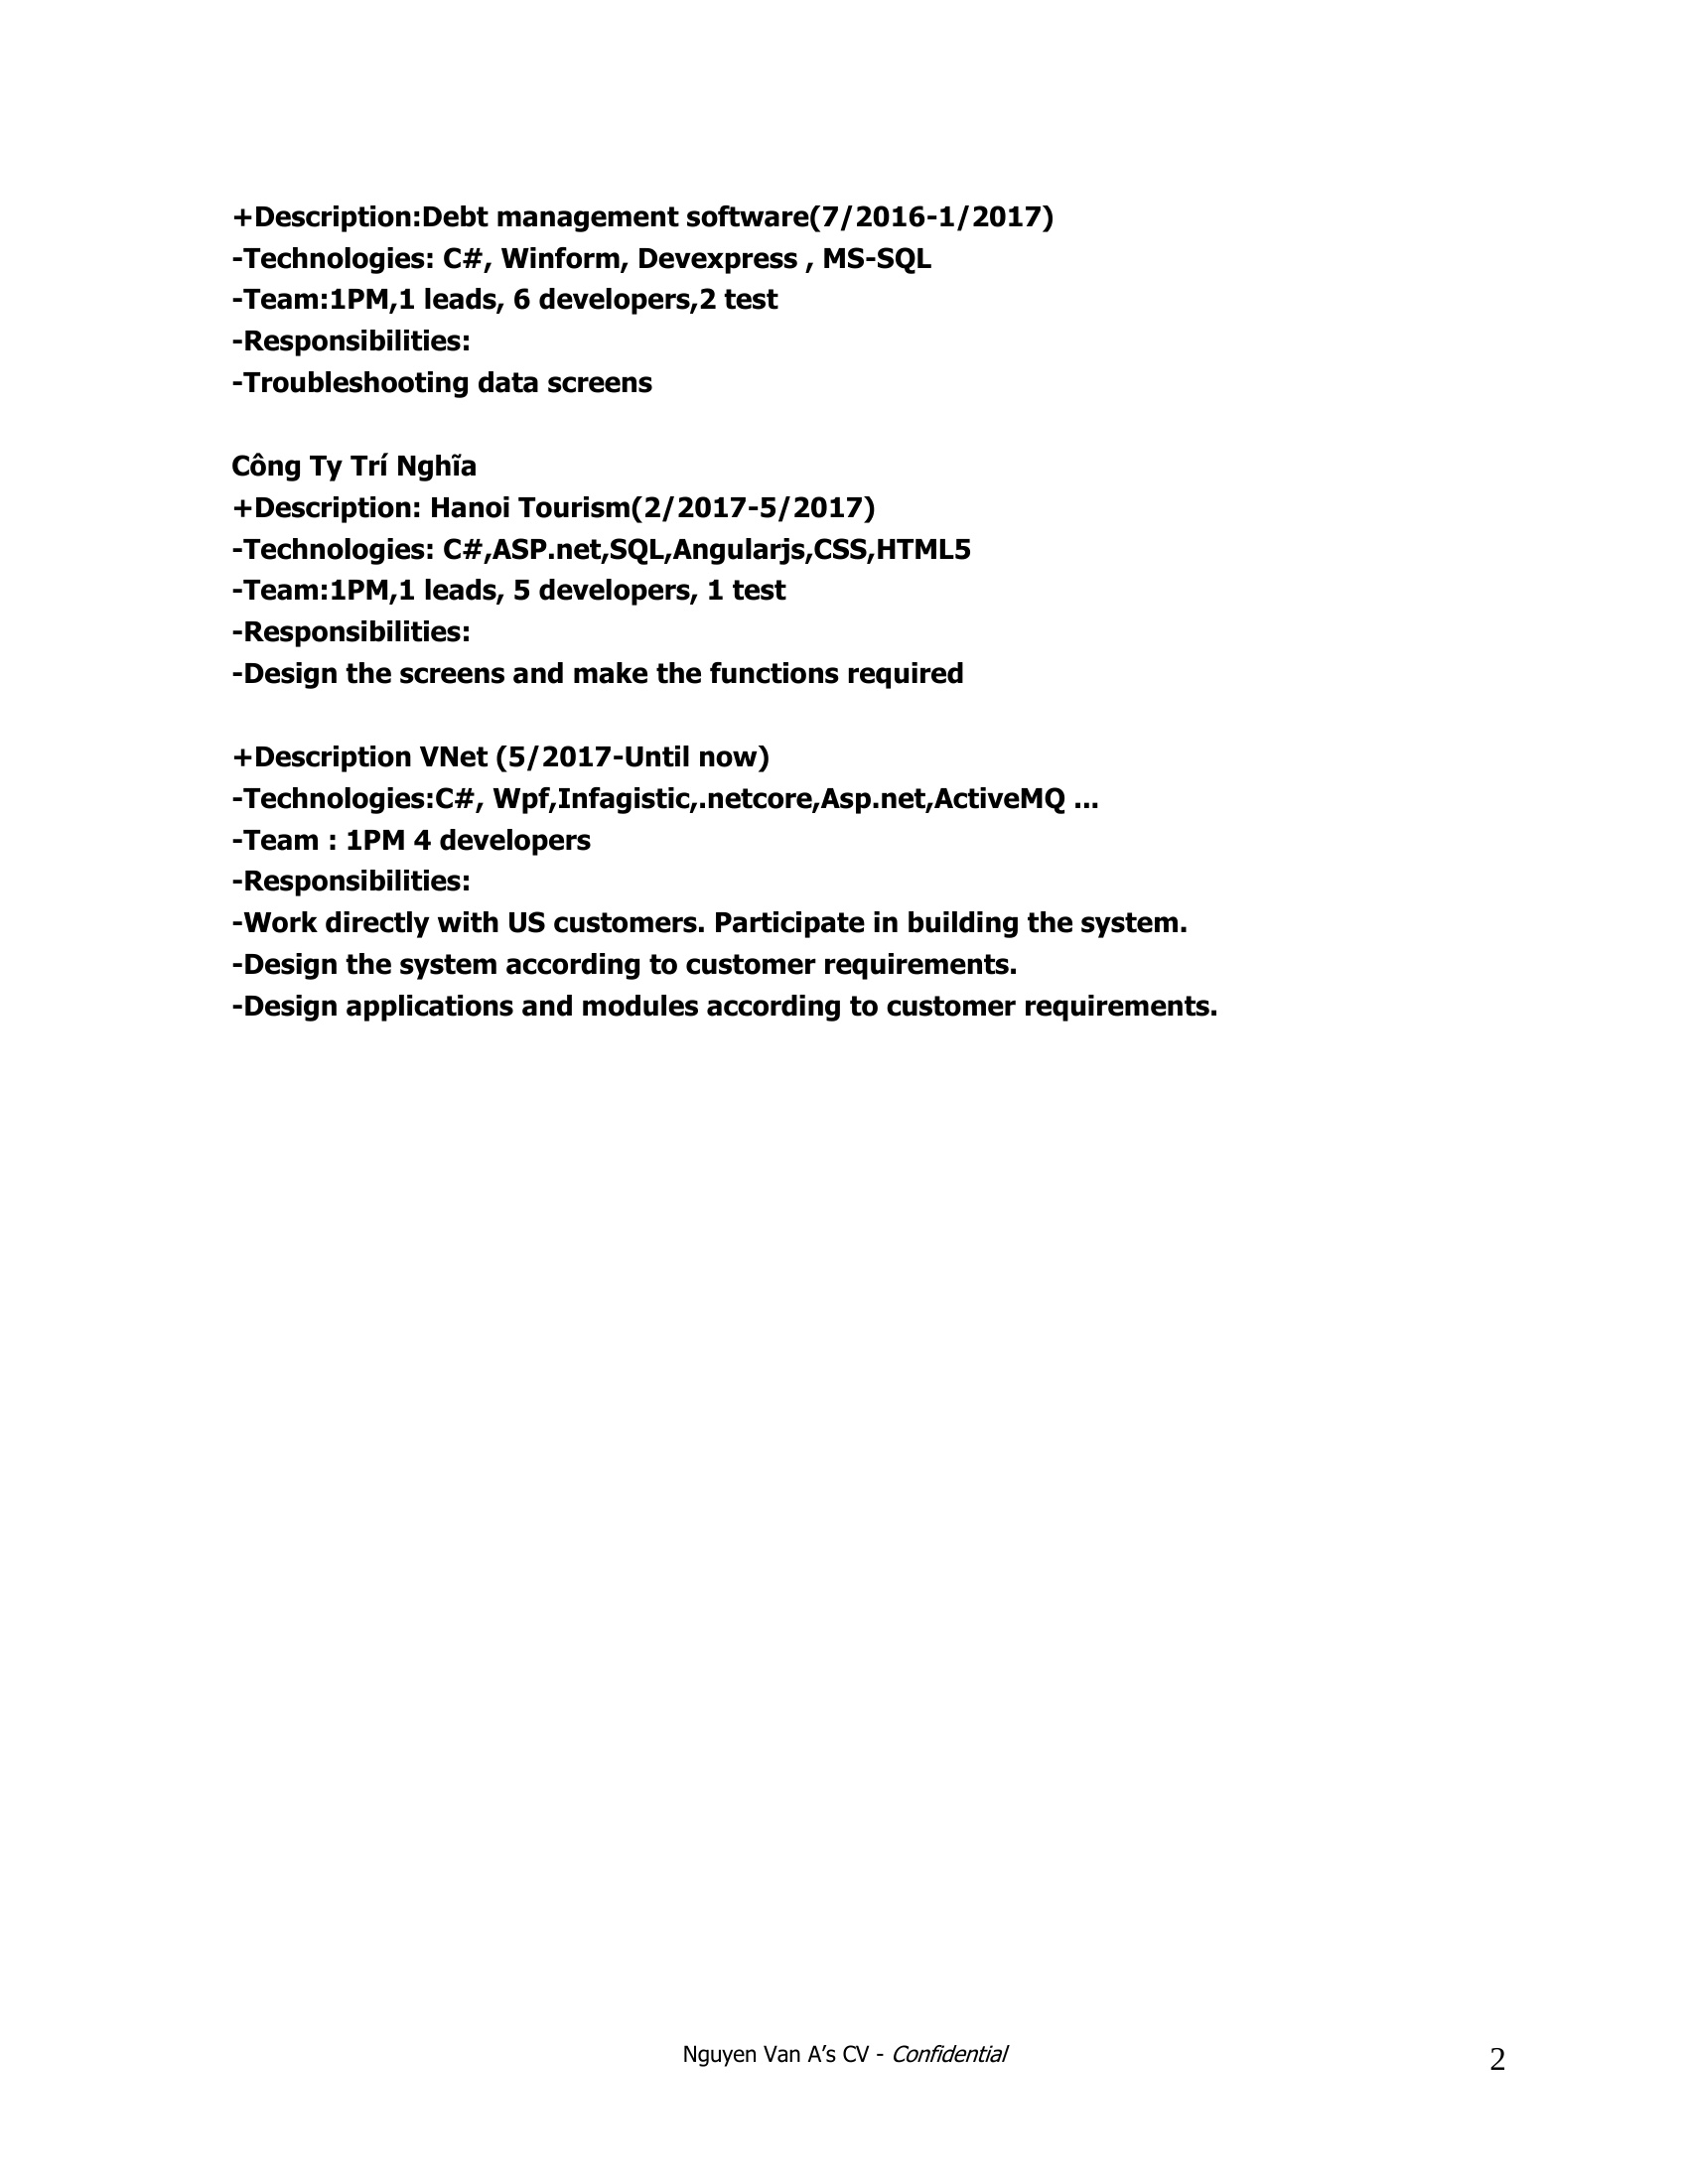 +Description:Debt management software(7/2016-1/2017)
-Technologies: C#, Winform, Devexpress , MS-SQL
-Team:1PM,1 leads, 6 developers,2 test
-Responsibilities:
-Troubleshooting data screens
Công Ty Trí Nghĩa
+Description: Hanoi Tourism(2/2017-5/2017)
-Technologies: C#,ASP.net,SQL,Angularjs,CSS,HTML5
-Team:1PM,1 leads, 5 developers, 1 test
-Responsibilities:
-Design the screens and make the functions required
+Description VNet (5/2017-Until now)
-Technologies:C#, Wpf,Infagistic,.netcore,Asp.net,ActiveMQ ...
-Team : 1PM 4 developers
-Responsibilities:
-Work directly with US customers. Participate in building the system.
-Design the system according to customer requirements.
-Design applications and modules according to customer requirements.
Nguyen Van A’s CV - Confidential 2